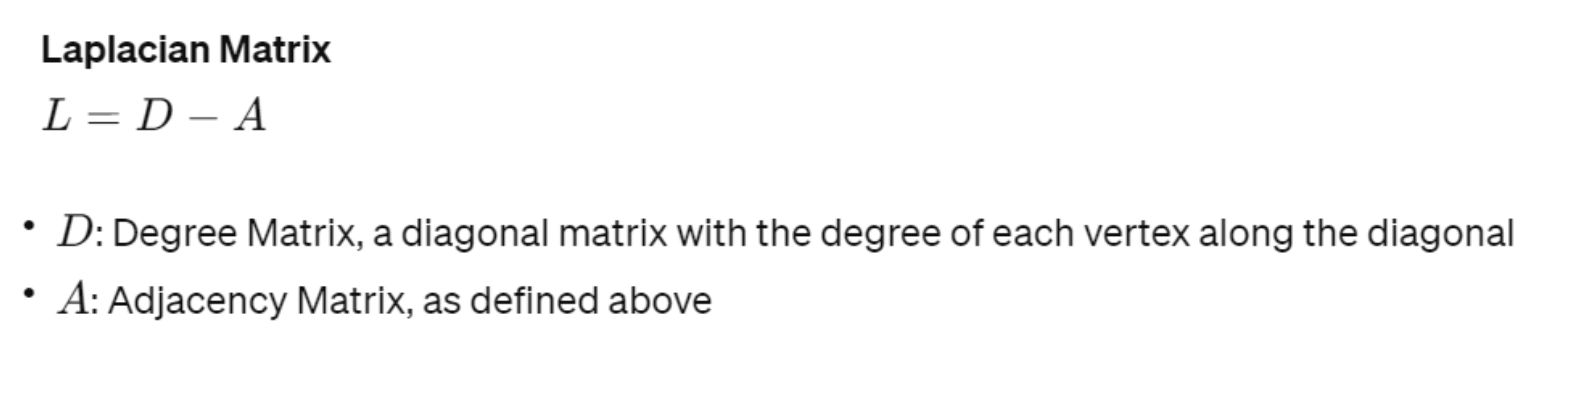 Laplacian Matrix
L = D − A
• D: Degree Matrix, a diagonal matrix with the degree of each vertex along the diagonal
• A: Adjacency Matrix, as defined above